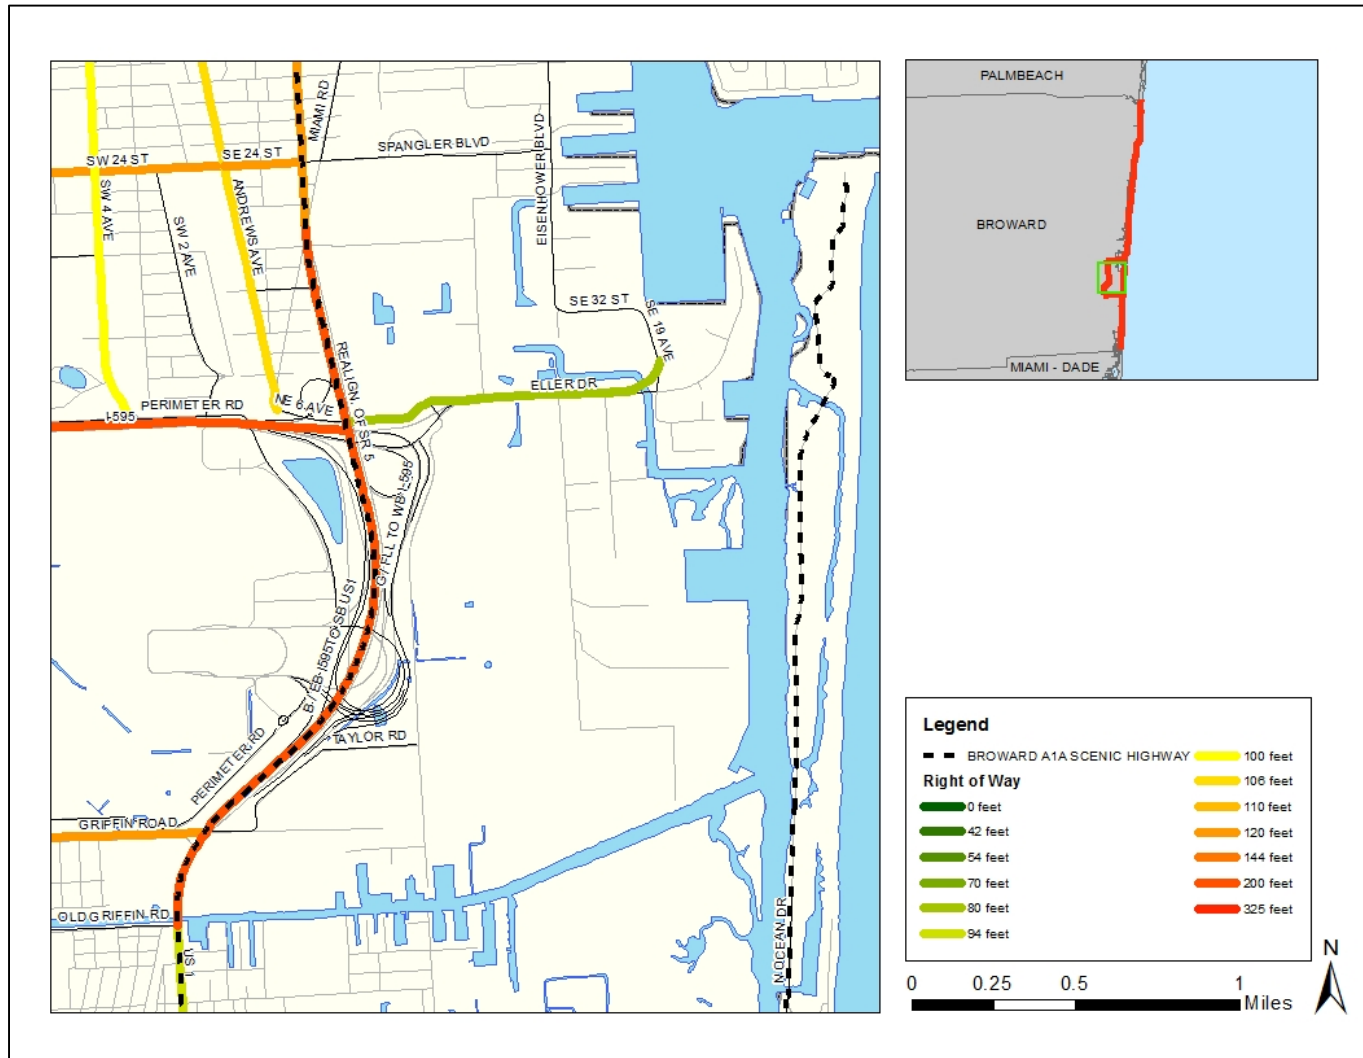 MIAMI RD
EISENHOWER BLVD
SPANGLER BLVD
SW 24 ST
SE 24 ST
SW 4 AVE
SW 2 AVE
ANDREWS AVE
SE 32 ST
SE 19 AVE
REALIGN. OF SR 5
ELLER DR
PERIMETER RD
NE 6 AVE
I-595
G / FLL TO WB I-595
B / EB I-595 TO SB US1
PERIMETER RD
TAYLOR RD
GRIFFIN ROAD
OLD GRIFFIN RD
US 1
N OCEAN DR
PALMBEACH
BROWARD
MIAMI - DADE
Legend
BROWARD A1A SCENIC HIGHWAY
Right of Way
0 feet
42 feet
54 feet
70 feet
80 feet
94 feet
100 feet
106 feet
110 feet
120 feet
144 feet
200 feet
325 feet
N
0 0.25 0.5 1
Miles